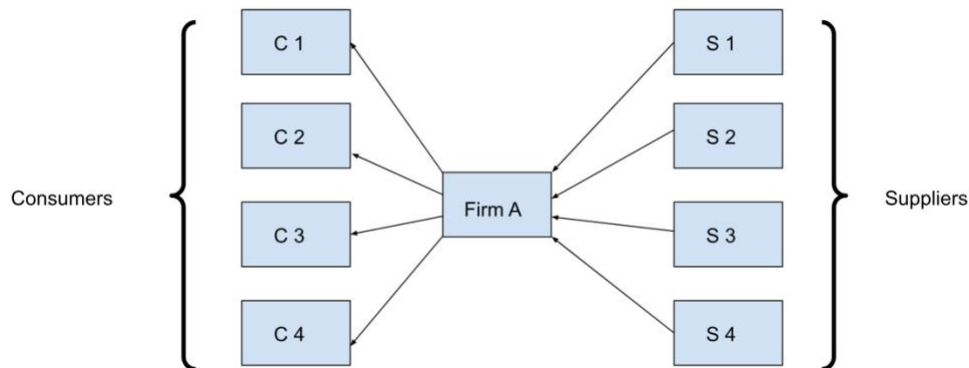 C 1
S 1
C 2
S 2
Consumers
Firm A
Suppliers
C 3
S 3
C 4
S 4